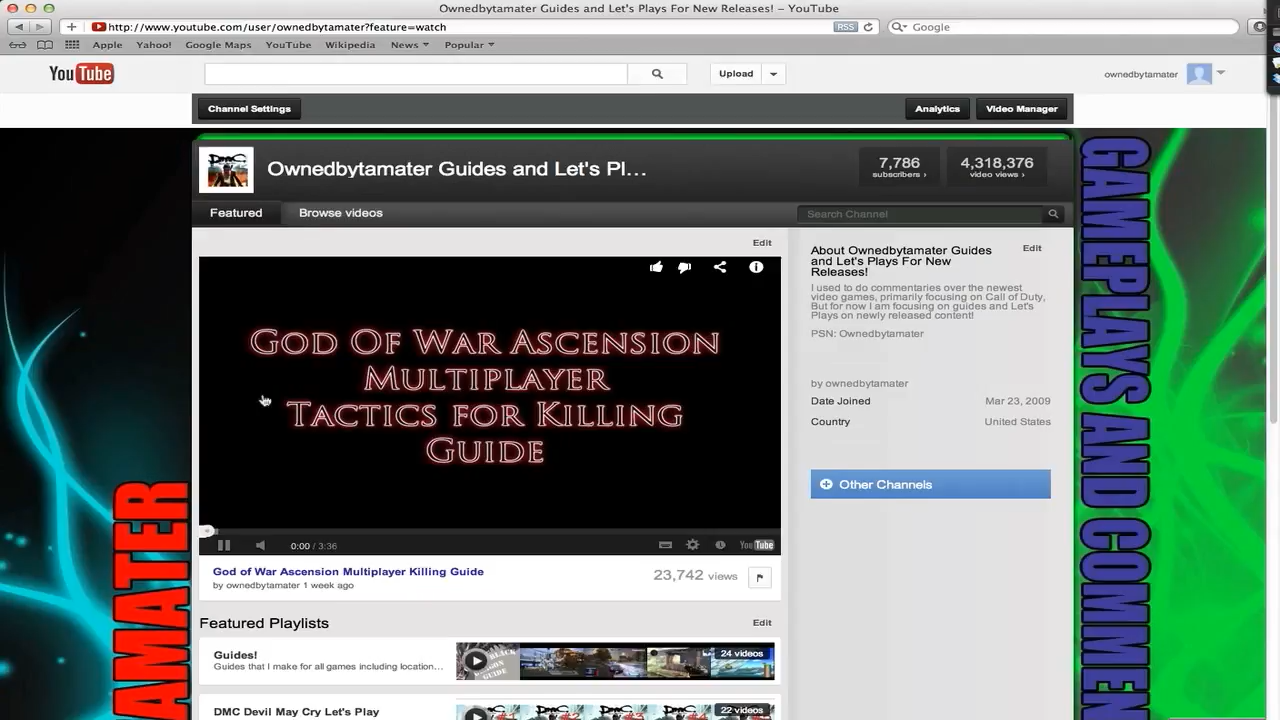 Ownedbytamater Guides and Let's Plays For New Releases! – YouTube
http://www.youtube.com/user/ownedbytamater?feature=watch
RSS
Google
Apple
Yahoo!
Google Maps
YouTube
Wikipedia
News
Popular
YouTube
Upload
ownedbytamater
Channel Settings
Analytics
Video Manager
DMC
Ownedbytamater Guides and Let's Pl...
7,786
subscribers ›
4,318,376
video views ›
Featured
Browse videos
Search Channel
Edit
GOD OF WAR ASCENSION
MULTIPLAYER
TACTICS FOR KILLING
GUIDE
0:00 / 3:36
YouTube
God of War Ascension Multiplayer Killing Guide
by ownedbytamater 1 week ago
23,742 views
Featured Playlists
Edit
Guides!
Guides that I make for all games including location...
24 videos
DMC Devil May Cry Let's Play
22 videos
About Ownedbytamater Guides
and Let's Plays For New
Releases!
Edit
I used to do commentaries over the newest
video games, primarily focusing on Call of Duty,
But for now I am focusing on guides and Let's
Plays on newly released content!
PSN: Ownedbytamater
by ownedbytamater
Date Joined
Mar 23, 2009
Country
United States
Other Channels
AMATER
GAMEPLAYS AND COMMEN